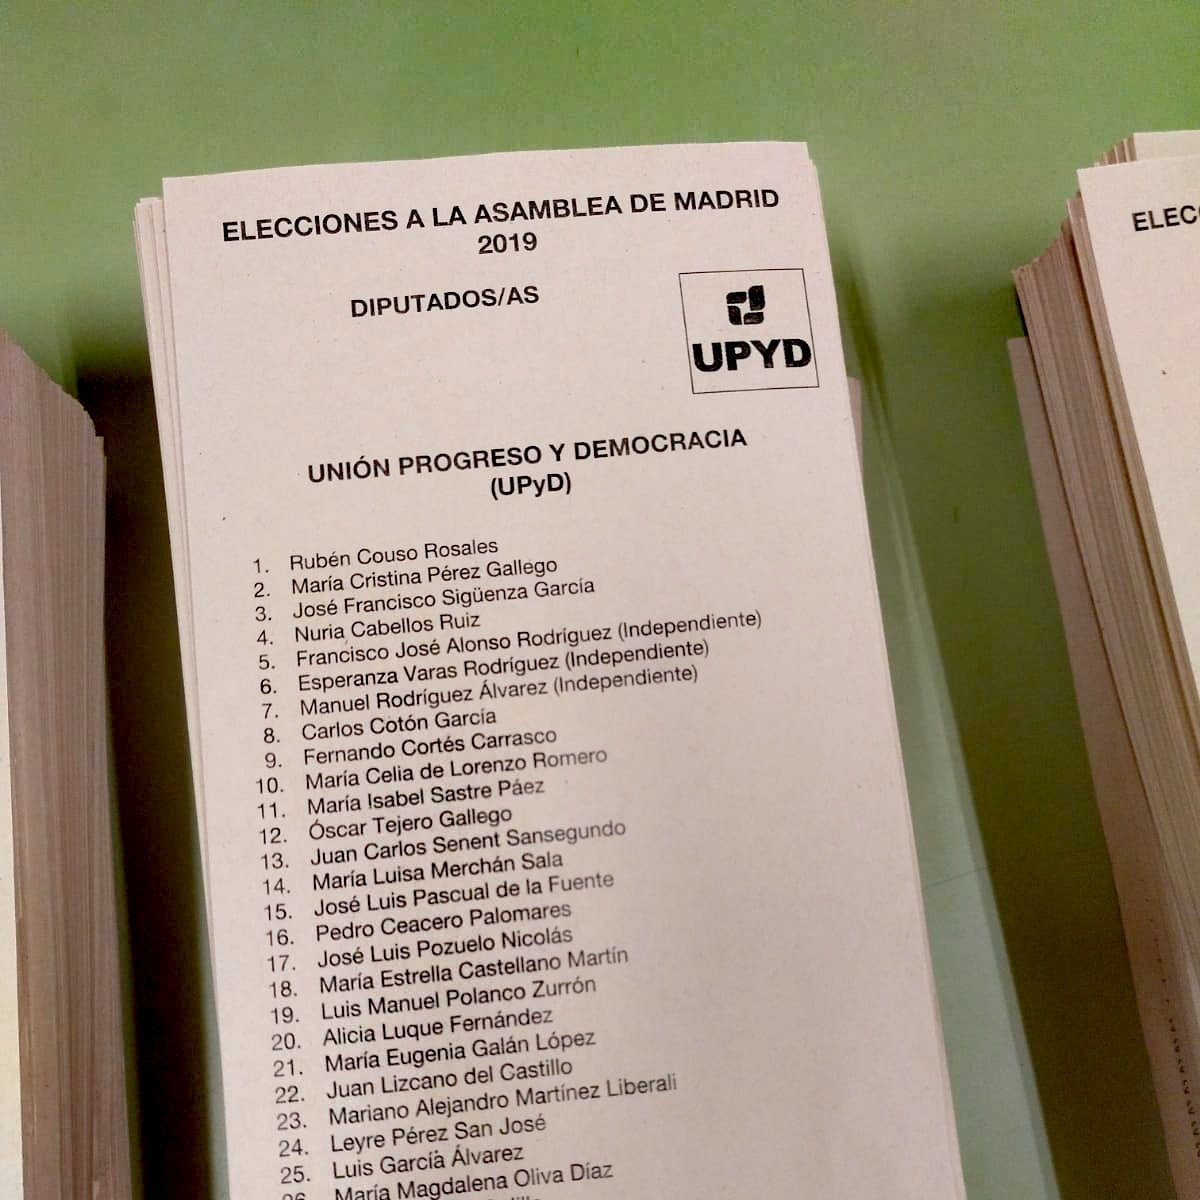 ELECCIONES A LA ASAMBLEA DE MADRID
2019
DIPUTADOS/AS
UPYD
UNIÓN PROGRESO Y DEMOCRACIA
(UPyD)
1. Rubén Couso Rosales
2. María Cristina Pérez Gallego
3. José Francisco Sigüenza García
4. Nuria Cabellos Ruiz
5. Francisco José Alonso Rodríguez (Independiente)
6. Esperanza Varas Rodríguez (Independiente)
7. Manuel Rodríguez Álvarez (Independiente)
8. Carlos Cotón García
9. Fernando Cortés Carrasco
10. María Celia de Lorenzo Romero
11. María Isabel Sastre Páez
12. Óscar Tejero Gallego
13. Juan Carlos Senent Sansegundo
14. María Luisa Merchán Sala
15. José Luis Pascual de la Fuente
16. Pedro Ceacero Palomares
17. José Luis Pozuelo Nicolás
18. María Estrella Castellano Martín
19. Luis Manuel Polanco Zurrón
20. Alicia Luque Fernández
21. María Eugenia Galán López
22. Juan Lizcano del Castillo
23. Mariano Alejandro Martínez Liberali
24. Leyre Pérez San José
25. Luis García Álvarez
26. María Magdalena Oliva Díaz
ELEC